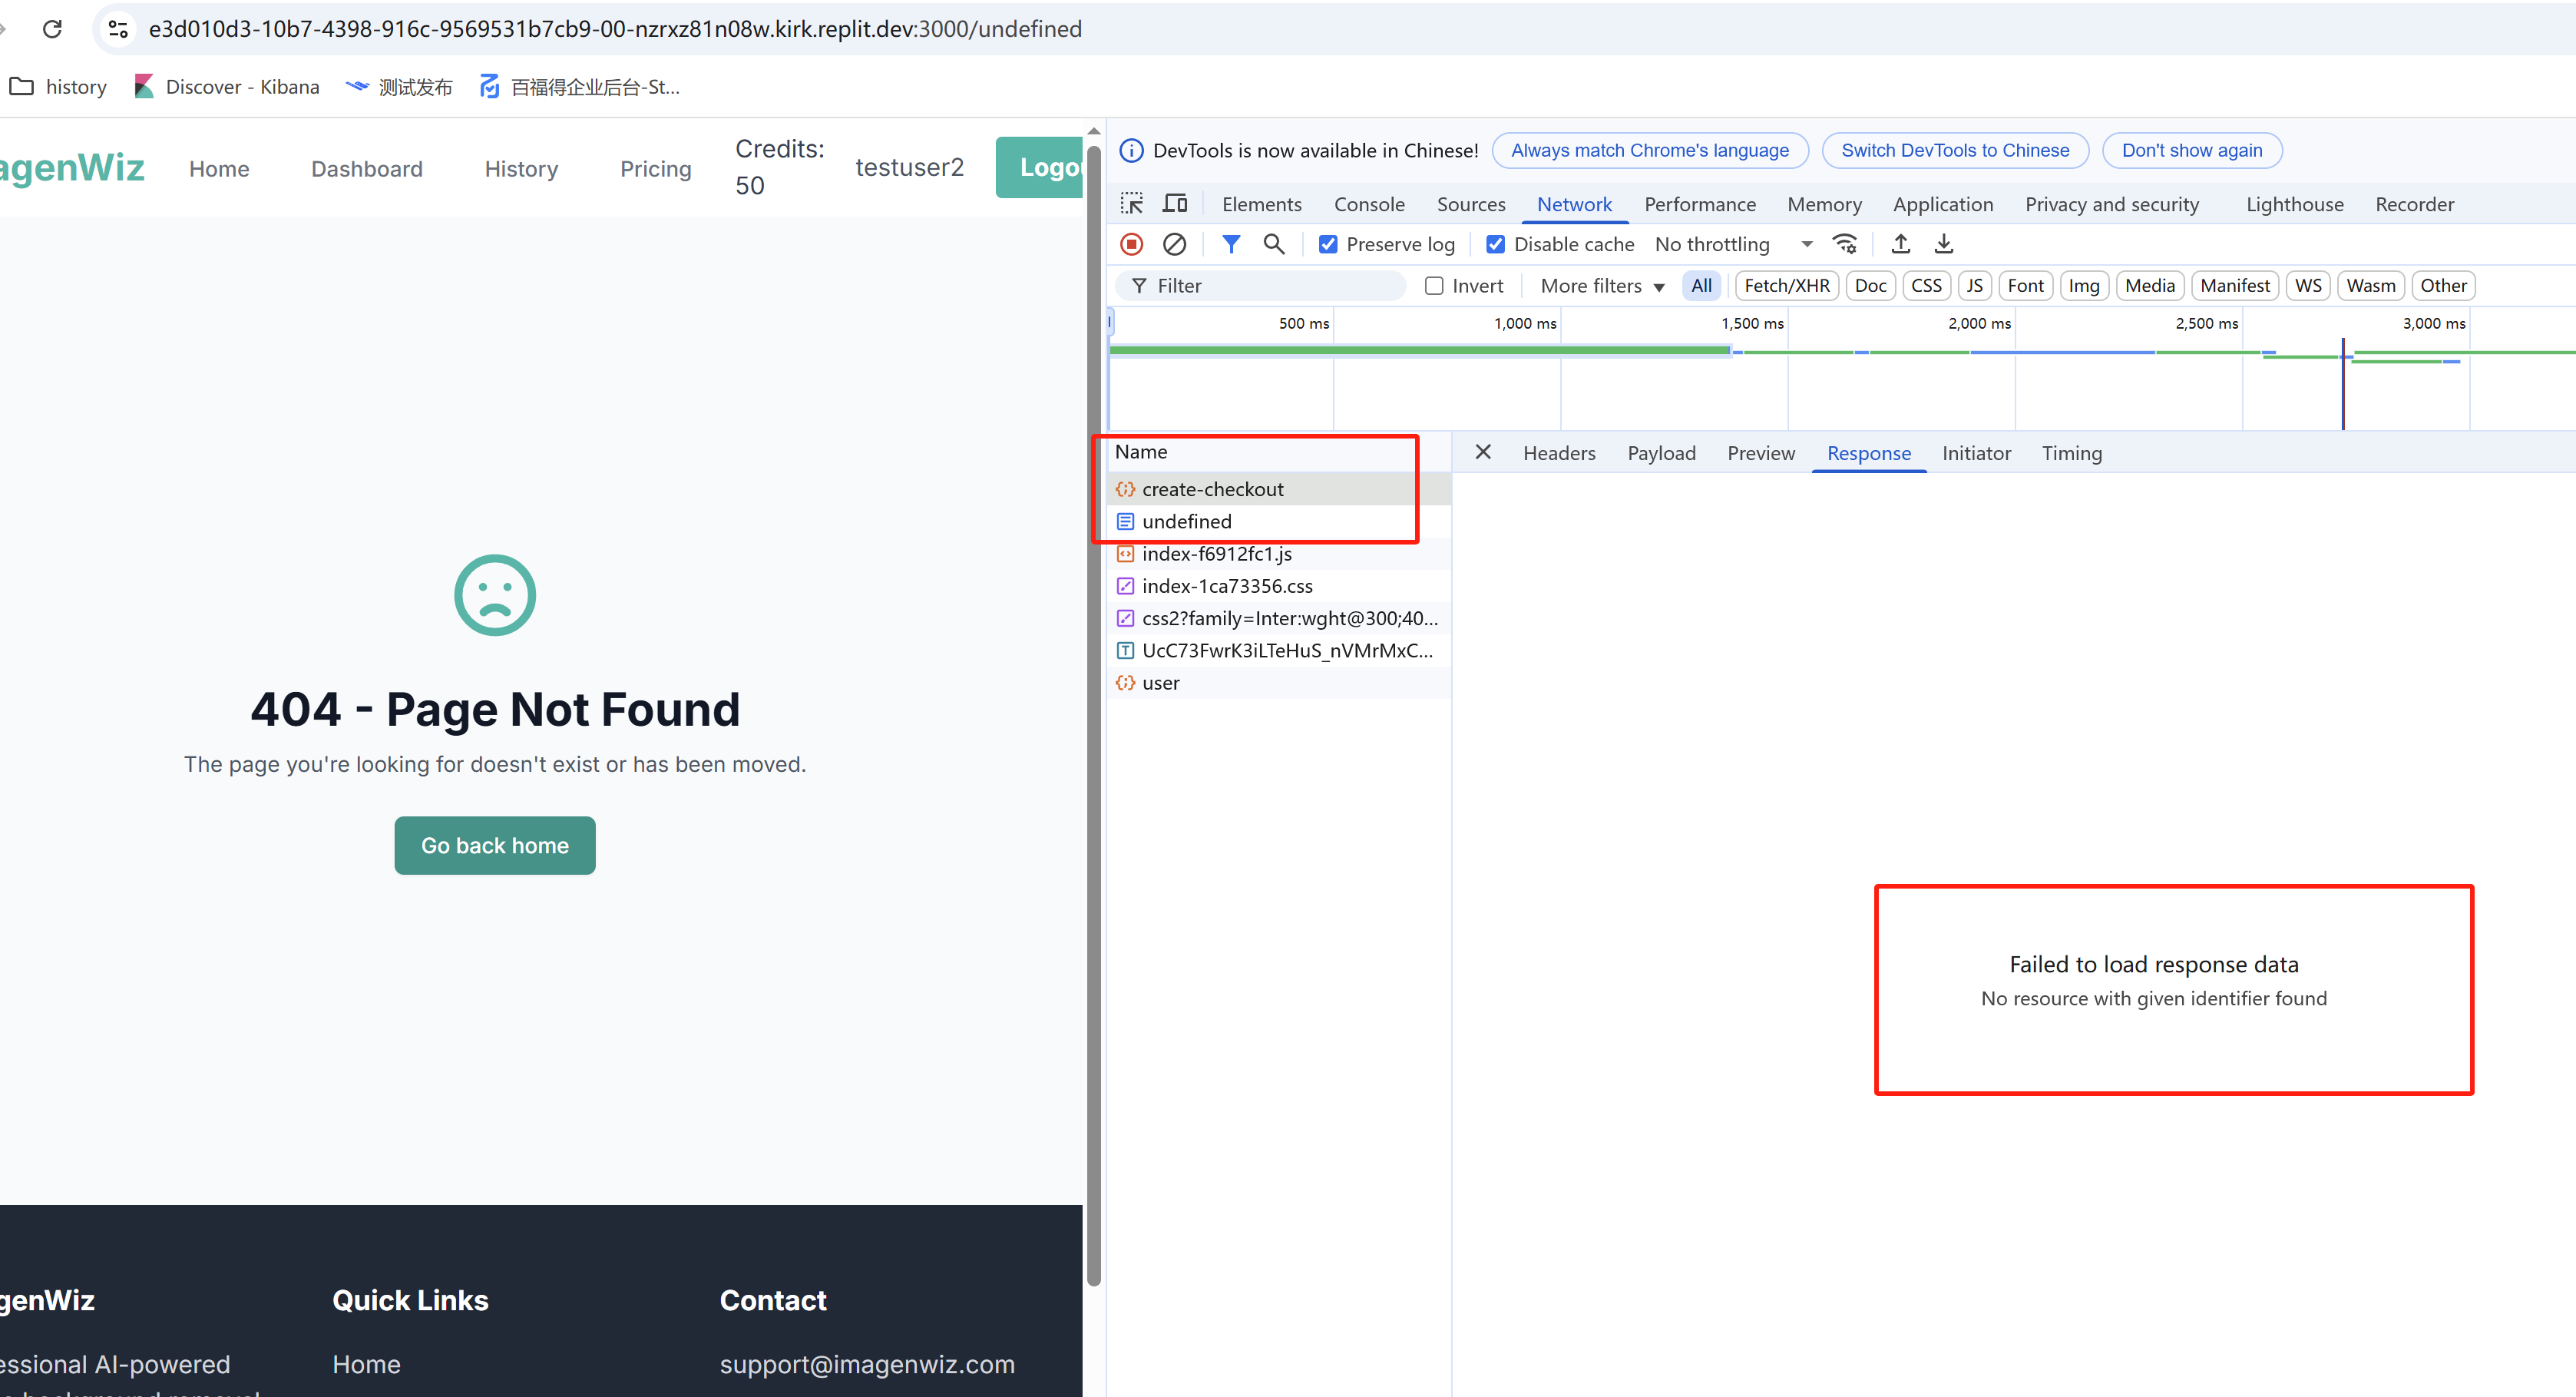 e3d010d3-10b7-4398-916c-9569531b7cb9-00-nzrxz81n08w.kirk.replit.dev:3000/undefined
history
Discover - Kibana
测试发布
百福得企业后台-St...
agenWiz
Home
Dashboard
History
Pricing
Credits:
50
testuser2
Logou
404 - Page Not Found
The page you're looking for doesn't exist or has been moved.
Go back home
genWiz
Quick Links
Contact
essional AI-powered
Home
support@imagenwiz.com
DevTools is now available in Chinese!
Always match Chrome's language
Switch DevTools to Chinese
Don't show again
Elements
Console
Sources
Network
Performance
Memory
Application
Privacy and security
Lighthouse
Recorder
Preserve log
Disable cache
No throttling
Filter
Invert
More filters
All
Fetch/XHR
Doc
CSS
JS
Font
Img
Media
Manifest
WS
Wasm
Other
500 ms
1,000 ms
1,500 ms
2,000 ms
2,500 ms
3,000 ms
Name
create-checkout
undefined
index-f6912fc1.js
index-1ca73356.css
css2?family=Inter:wght@300;40...
UcC73FwrK3iLTeHuS_nVMrMxC...
user
Headers
Payload
Preview
Response
Initiator
Timing
Failed to load response data
No resource with given identifier found